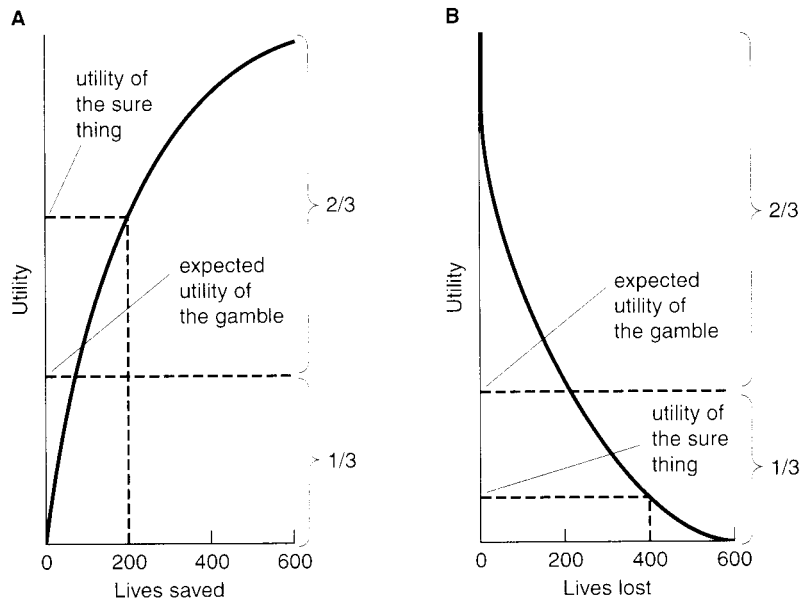 A
utility of
the sure
thing
2/3
expected
utility of
the gamble
Utility
1/3
0
200
400
600
Lives saved
B
2/3
expected
utility of
the gamble
Utility
utility of
the sure
thing
1/3
0
200
400
600
Lives lost